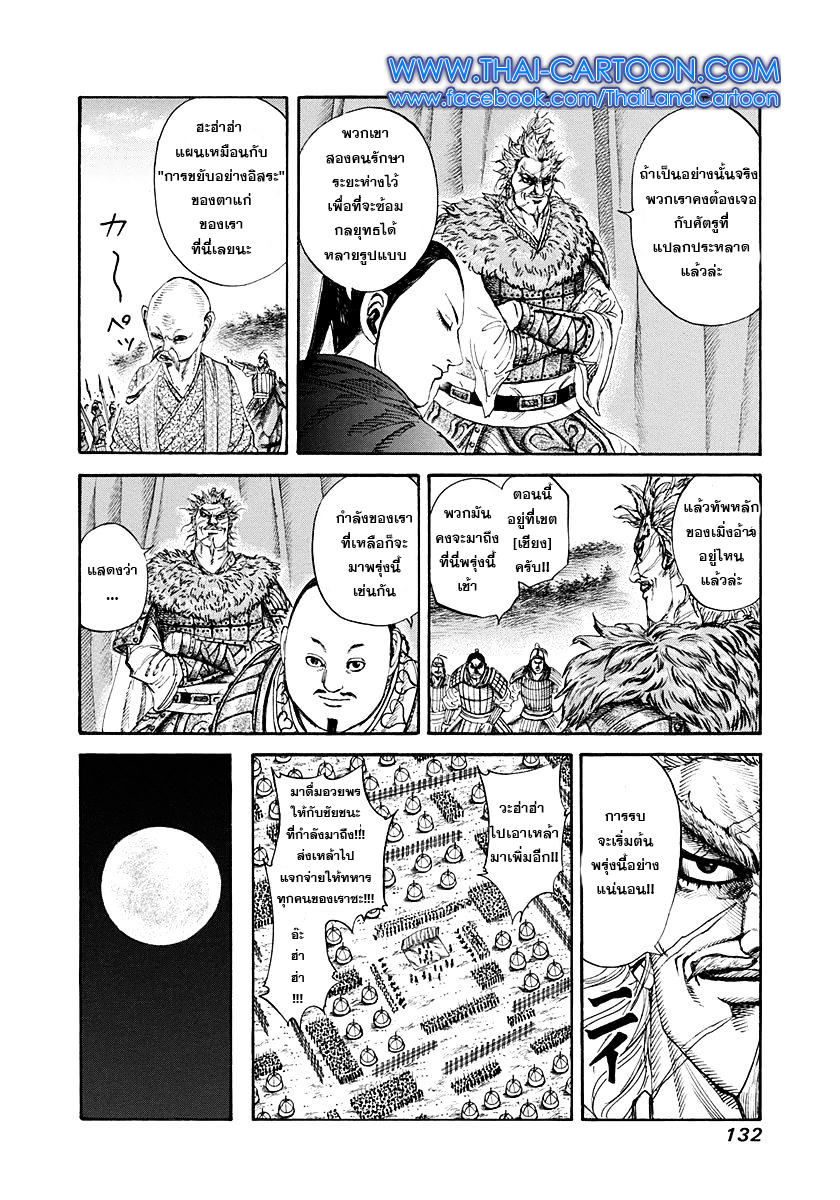 WWW.THAI-CARTOON.COM
www.facebook.com/ThaiLandCartoon
ถ้าเป็นอย่างนั้นจริง
พวกเราคงต้องเจอ
กับศัตรูที่
แปลกประหลาด
แล้วล่ะ
พวกเขา
สองคนรักษา
ระยะห่างไว้
เพื่อที่จะซ้อม
กลยุทธได้
หลายรูปแบบ
ฮะฮ่าฮ่า
แผนเหมือนกับ
"การขยับอย่างอิสระ"
ของตาแก่
ของเรา
ที่นี่เลยนะ
カ〜ペッ
แล้วทัพหลัก
ของเมิ่งอ้าว
อยู่ไหน
แล้วล่ะ
ตอนนี้
อยู่ที่เขต
[เชียง]
ครับ!!
พวกมัน
คงจะมาถึง
ที่นี่พรุ่งนี้
เช้า
กำลังของเรา
ที่เหลือก็จะ
มาพรุ่งนี้
เช่นกัน
แสดงว่า
...
การรบ
จะเริ่มต้น
พรุ่งนี้อย่าง
แน่นอน!!
ニイ
วะฮ่าฮ่า
ไปเอาเหล้า
มาเพิ่มอีก!!
มาดื่มอวยพร
ให้กับชัยชนะ
ที่กำลังมาถึง!!!
ส่งเหล้าไป
แจกจ่ายให้ทหาร
ทุกคนของเราซะ!!!
อ๊ะ
ฮ่า
ฮ่า
!!!
132